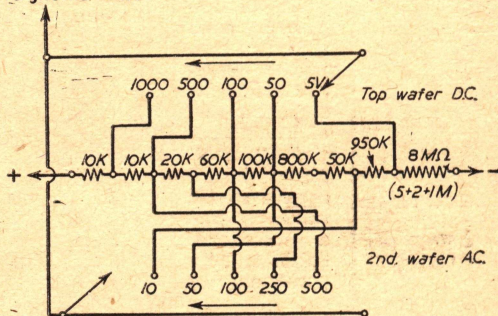 1000 500 100 50 5V
Top wafer D.C.
950K
10K 10K 20K 60K 100K 800K 50K 8MΩ
+ -
(5+2+1M)
2nd. wafer A.C.
10 50 100 250 500